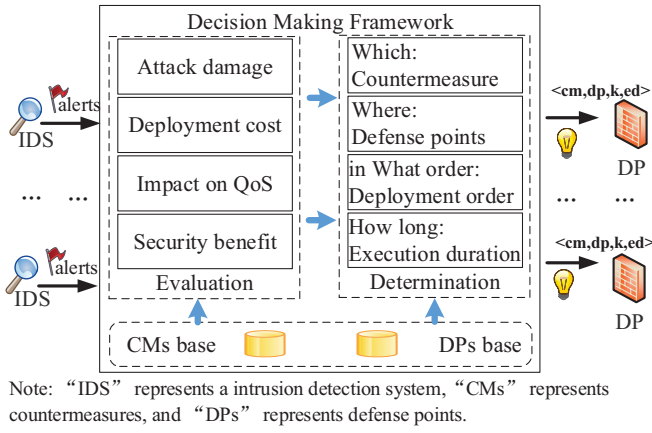 Decision Making Framework
alerts
IDS
... ...
alerts
IDS
Attack damage
Deployment cost
Impact on QoS
Security benefit
Evaluation
Which:
Countermeasure
Where:
Defense points
in What order:
Deployment order
How long:
Execution duration
Determination
CMs base
DPs base
<cm,dp,k,ed>
DP
... ...
<cm,dp,k,ed>
DP
Note: “IDS” represents a intrusion detection system, “CMs” represents
countermeasures, and “DPs” represents defense points.